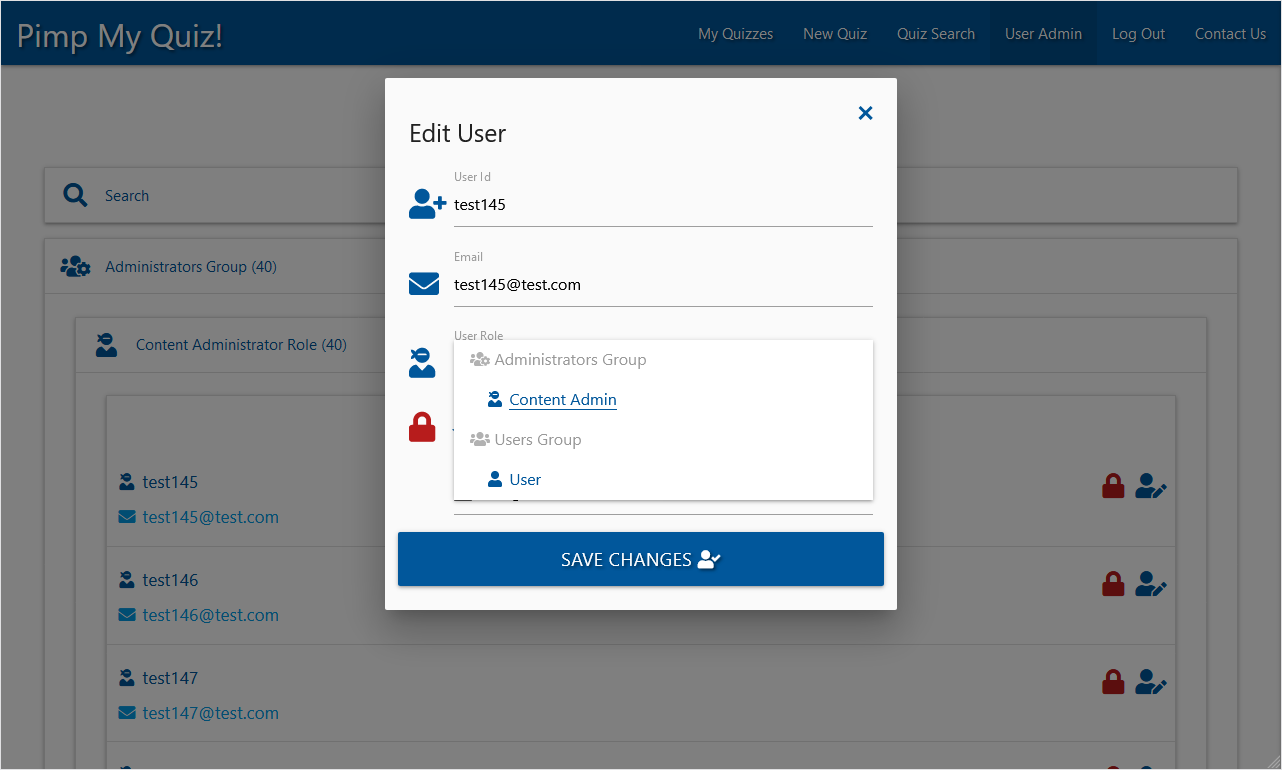 Pimp My Quiz!
My Quizzes New Quiz Quiz Search User Admin Log Out Contact Us
Edit User
User Id
test145
Email
test145@test.com
User Role
Administrators Group
Content Admin
Users Group
User
SAVE CHANGES
Search
Administrators Group (40)
Content Administrator Role (40)
test145
test145@test.com
test146
test146@test.com
test147
test147@test.com